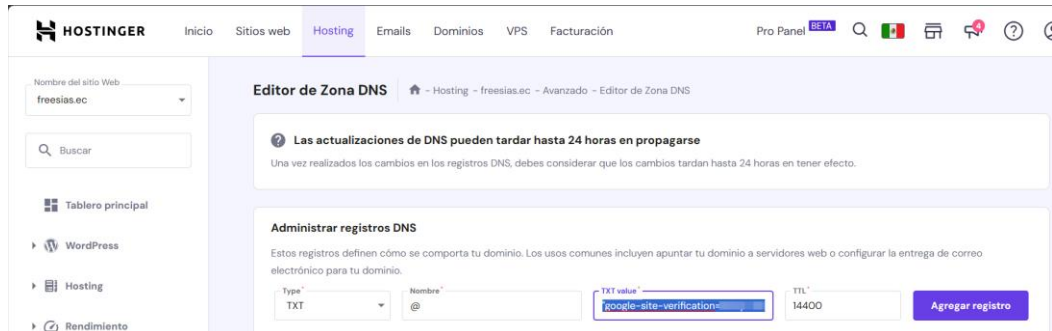 HOSTINGER Inicio Sitios web Hosting Emails Dominios VPS Facturación Pro Panel BETA 4
Nombre del sitio Web
freesias.ec
Buscar
Tablero principal
WordPress
Hosting
Rendimiento
Editor de Zona DNS - Hosting - freesias.ec - Avanzado - Editor de Zona DNS
Las actualizaciones de DNS pueden tardar hasta 24 horas en propagarse
Una vez realizados los cambios en los registros DNS, debes considerar que los cambios tardan hasta 24 horas en tener efecto.
Administrar registros DNS
Estos registros definen cómo se comporta tu dominio. Los usos comunes incluyen apuntar tu dominio a servidores web o configurar la entrega de correo
electrónico para tu dominio.
Type* Nombre* TXT value* TTL*
TXT @ "google-site-verification= 14400 Agregar registro